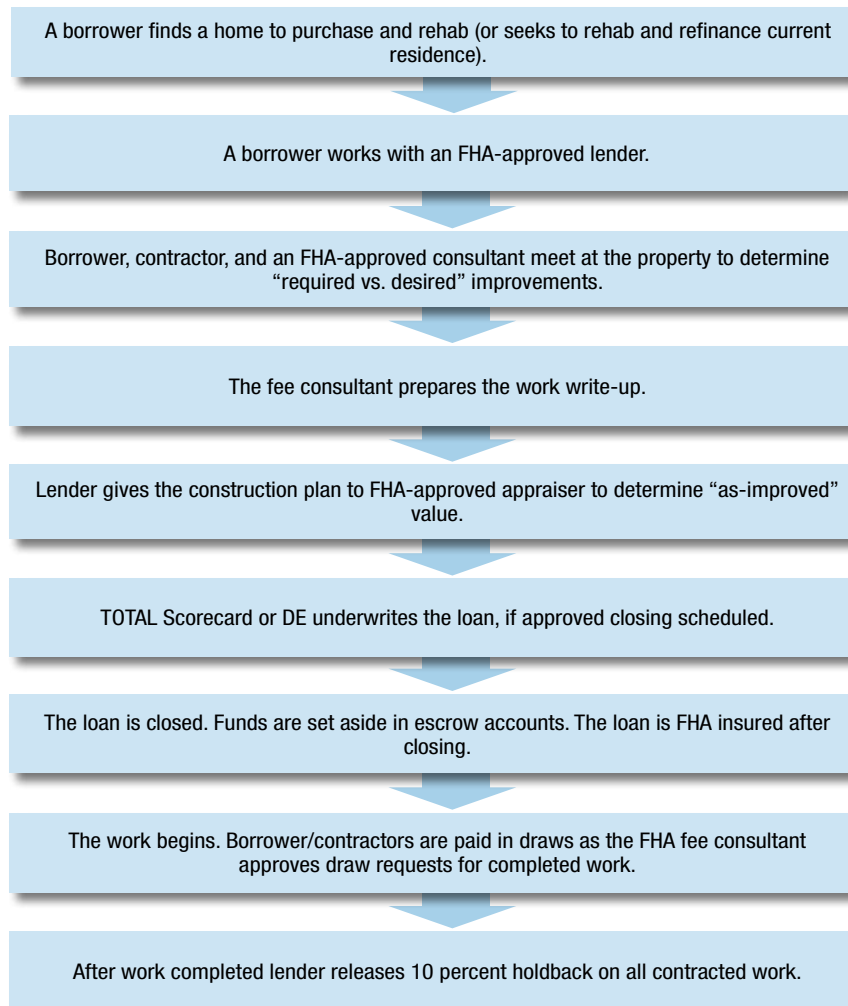 A borrower finds a home to purchase and rehab (or seeks to rehab and refinance current
residence).
A borrower works with an FHA-approved lender.
Borrower, contractor, and an FHA-approved consultant meet at the property to determine
“required vs. desired” improvements.
The fee consultant prepares the work write-up.
Lender gives the construction plan to FHA-approved appraiser to determine “as-improved”
value.
TOTAL Scorecard or DE underwrites the loan, if approved closing scheduled.
The loan is closed. Funds are set aside in escrow accounts. The loan is FHA insured after
closing.
The work begins. Borrower/contractors are paid in draws as the FHA fee consultant
approves draw requests for completed work.
After work completed lender releases 10 percent holdback on all contracted work.